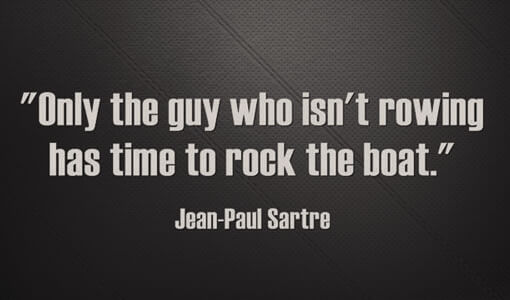 "Only the guy who isn't rowing
has time to rock the boat."
Jean-Paul Sartre